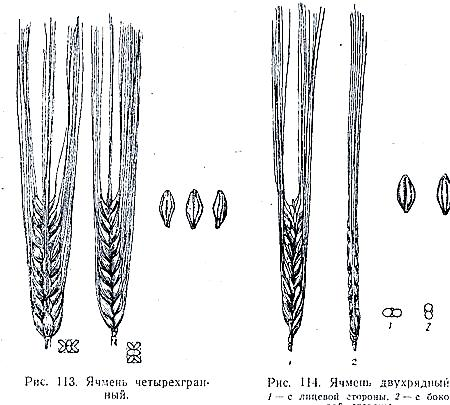 1
2
1
2
Рис. 113. Ячмень четырехгран-
ный.
Рис. 114. Ячмень двухрядный
1 — с лицевой стороны, 2 — с боко